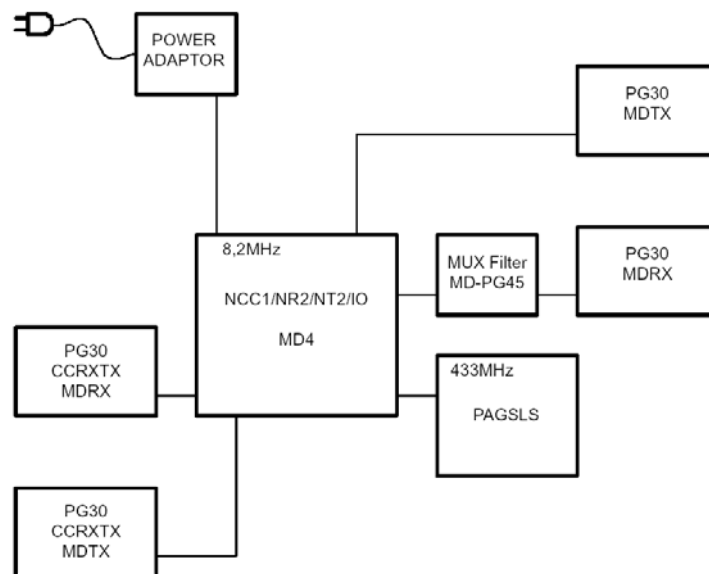 POWER
ADAPTOR
PG30
MDTX
8,2MHz
NCC1/NR2/NT2/IO
MD4
MUX Filter
MD-PG45
PG30
MDRX
PG30
CCRXTX
MDRX
433MHz
PAGSLS
PG30
CCRXTX
MDTX